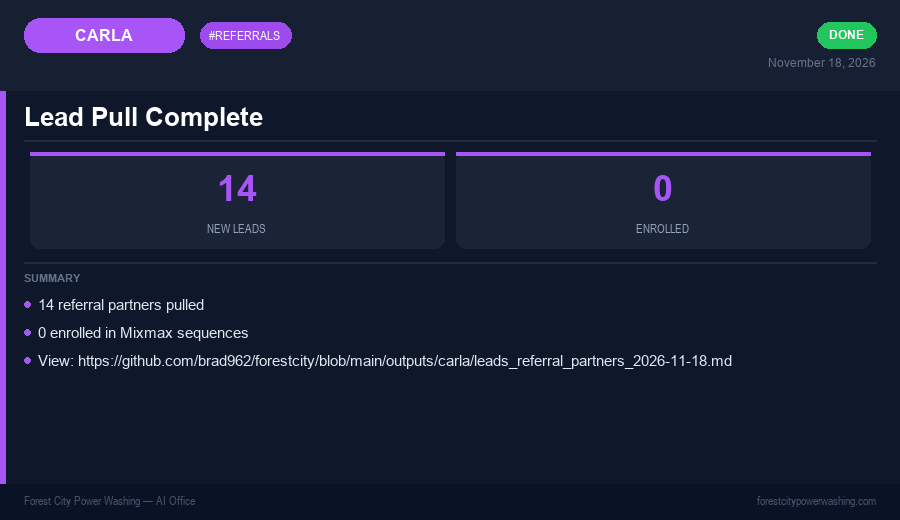 CARLA
#REFERRALS
DONE
November 18, 2026
Lead Pull Complete
14
NEW LEADS
0
ENROLLED
SUMMARY
14 referral partners pulled
0 enrolled in Mixmax sequences
View: https://github.com/brad962/forestcity/blob/main/outputs/carla/leads_referral_partners_2026-11-18.md
Forest City Power Washing — AI Office
forestcitypowerwashing.com